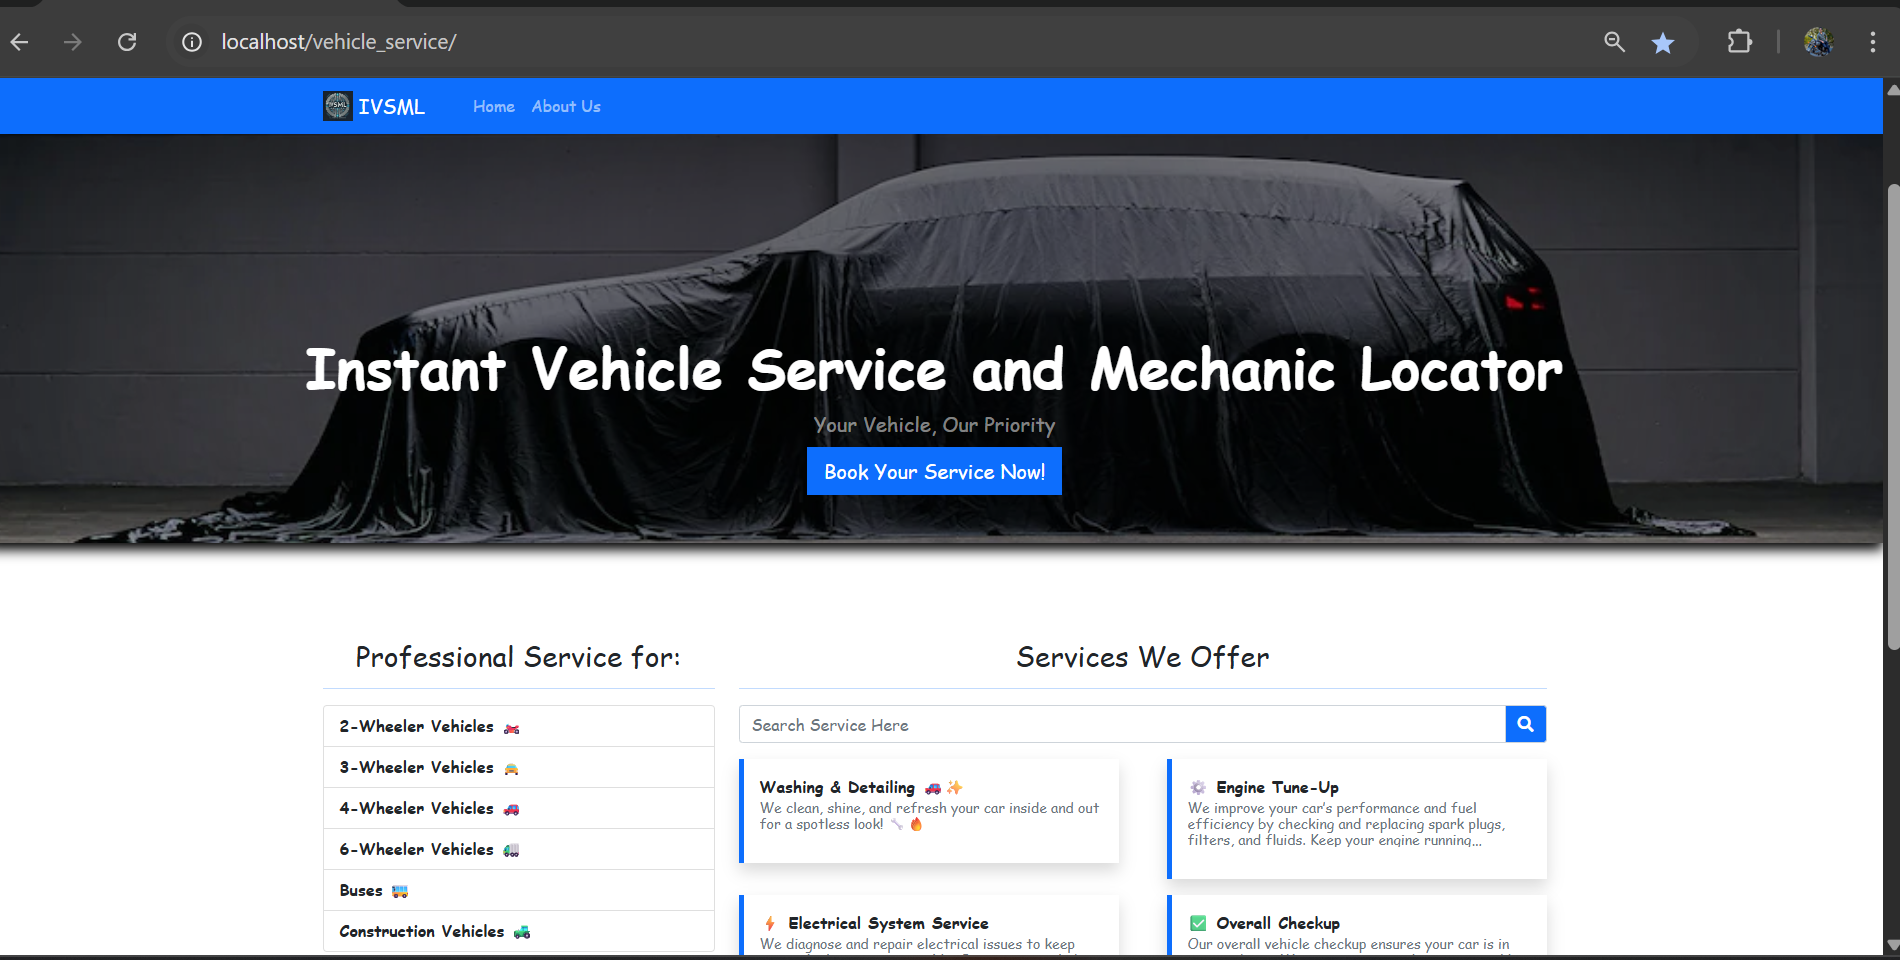 localhost/vehicle_service/
IVSML
Home
About Us
Instant Vehicle Service and Mechanic Locator
Your Vehicle, Our Priority
Book Your Service Now!
Professional Service for:
2-Wheeler Vehicles
3-Wheeler Vehicles
4-Wheeler Vehicles
6-Wheeler Vehicles
Buses
Construction Vehicles
Services We Offer
Search Service Here
Washing & Detailing
We clean, shine, and refresh your car inside and out
for a spotless look!
Engine Tune-Up
We improve your car's performance and fuel
efficiency by checking and replacing spark plugs,
filters, and fluids. Keep your engine running...
Electrical System Service
We diagnose and repair electrical issues to keep
Overall Checkup
Our overall vehicle checkup ensures your car is in